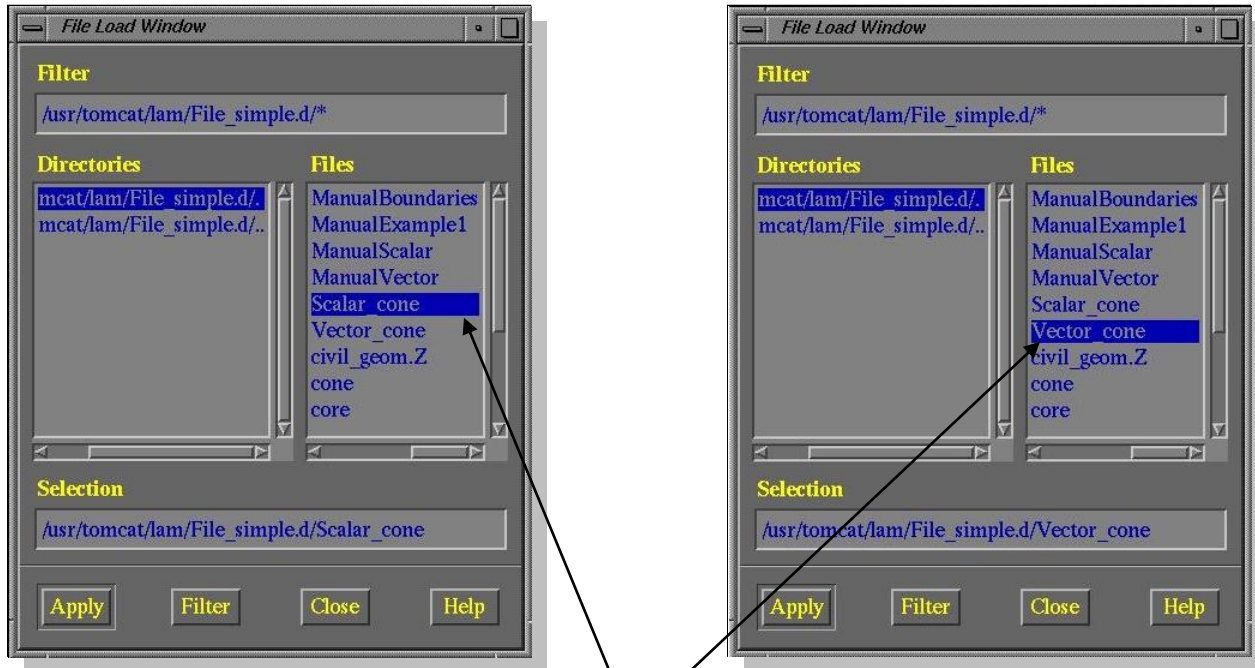 File Load Window
Filter
/usr/tomcat/lam/File_simple.d/*
Directories
Files
mcat/lam/File_simple.d/.
mcat/lam/File_simple.d/..
ManualBoundaries
ManualExample1
ManualScalar
ManualVector
Scalar_cone
Vector_cone
civil_geom.Z
cone
core
Selection
/usr/tomcat/lam/File_simple.d/Scalar_cone
Apply
Filter
Close
Help
File Load Window
Filter
/usr/tomcat/lam/File_simple.d/*
Directories
Files
mcat/lam/File_simple.d/.
mcat/lam/File_simple.d/..
ManualBoundaries
ManualExample1
ManualScalar
ManualVector
Scalar_cone
Vector_cone
civil_geom.Z
cone
core
Selection
/usr/tomcat/lam/File_simple.d/Vector_cone
Apply
Filter
Close
Help